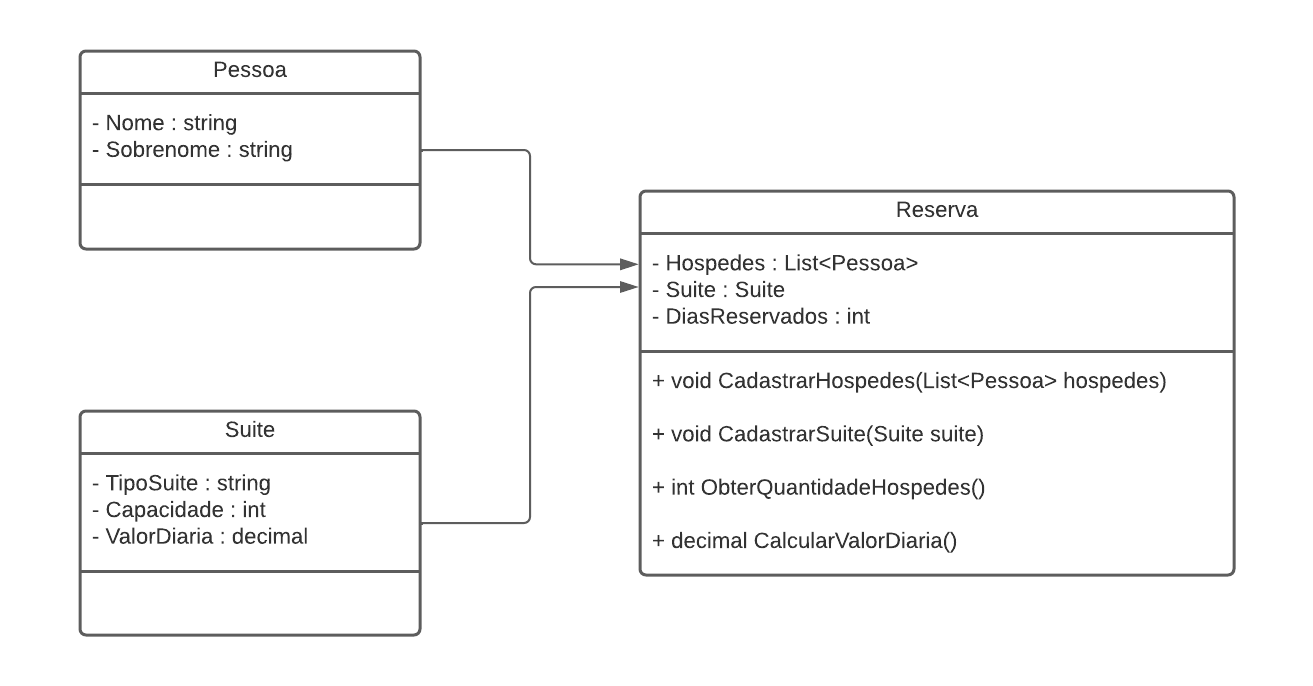 Pessoa
- Nome : string
- Sobrenome : string
Reserva
- Hospedes : List<Pessoa>
- Suite : Suite
- DiasReservados : int
+ void CadastrarHospedes(List<Pessoa> hospedes)
+ void CadastrarSuite(Suite suite)
+ int ObterQuantidadeHospedes()
+ decimal CalcularValorDiaria()
Suite
- TipoSuite : string
- Capacidade : int
- ValorDiaria : decimal